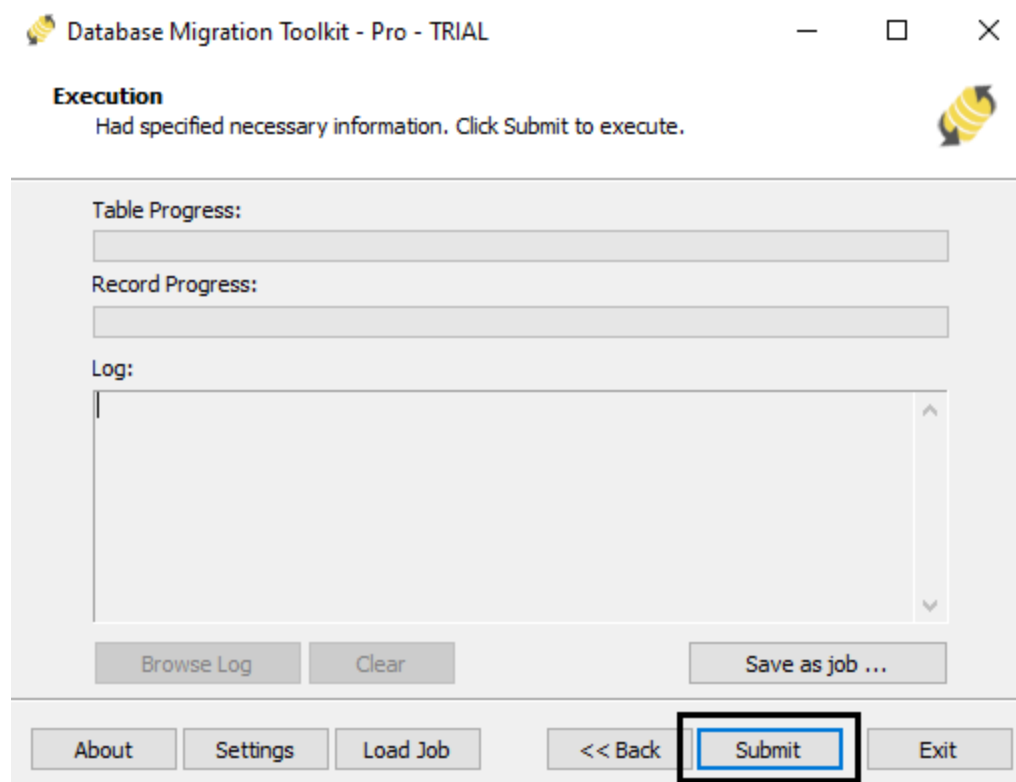 Database Migration Toolkit - Pro - TRIAL
Execution
Had specified necessary information. Click Submit to execute.
Table Progress:
Record Progress:
Log:
Browse Log Clear Save as job ...
About Settings Load Job << Back Submit Exit